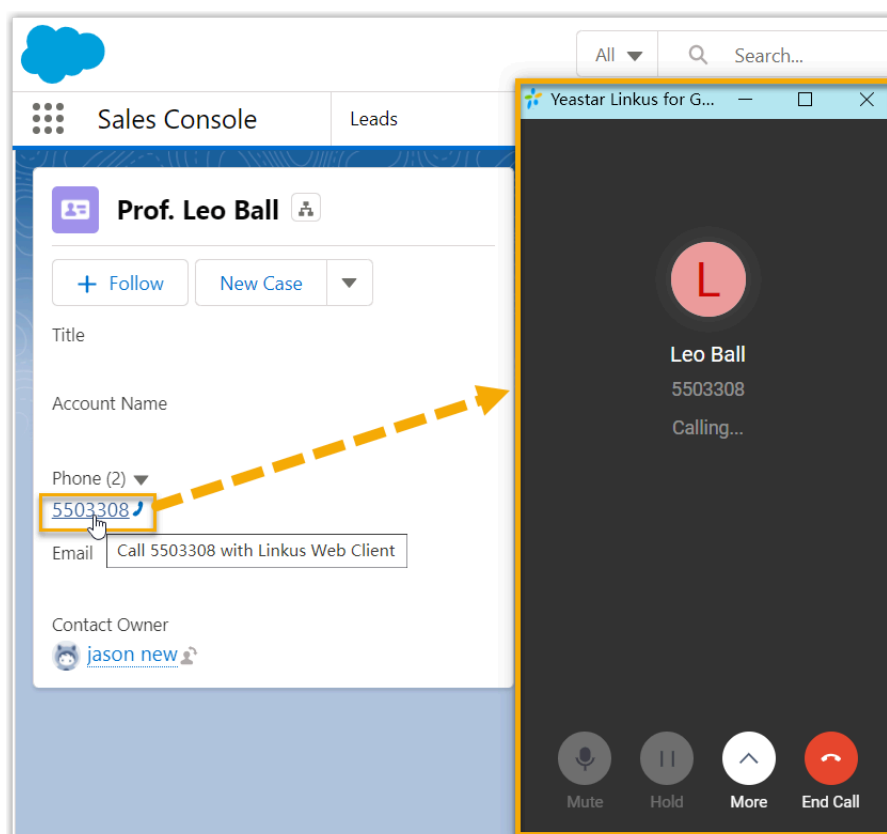 All
Search...
Sales Console
Leads
Prof. Leo Ball
+ Follow
New Case
Title
Account Name
Phone (2)
5503308
Email
Call 5503308 with Linkus Web Client
Contact Owner
jason new
Yeastar Linkus for G...
L
Leo Ball
5503308
Calling...
Mute
Hold
More
End Call